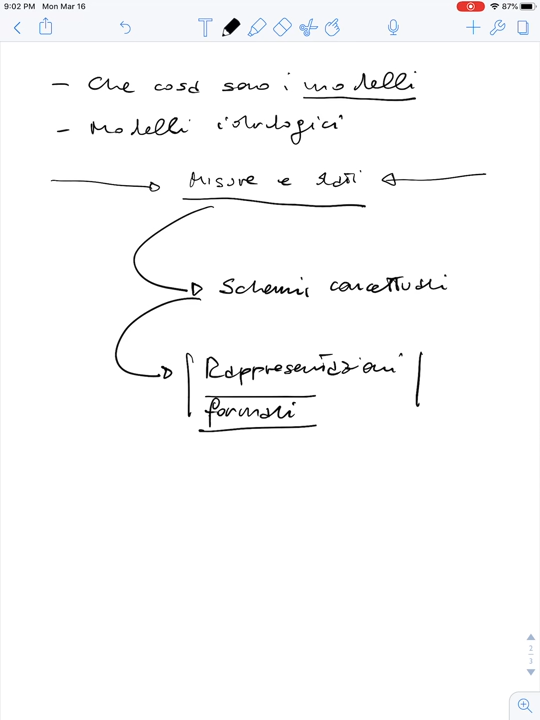 9:02 PM Mon Mar 16
87%
- Che cosa sono i modelli
- Modelli idrologici
Misure e dati
Schemi concettuali
Rappresentazioni
formali
2
3